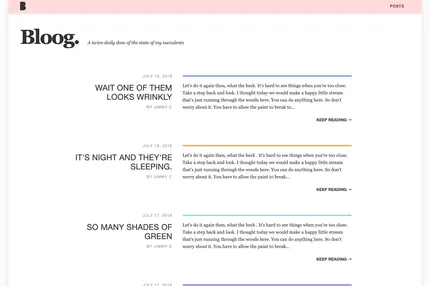 B
POSTS
Bloog.
A twice-daily dose of the state of my succulents
JULY 18, 2018
WAIT ONE OF THEM
LOOKS WRINKLY
BY JIMMY C
Let's do it again then, what the heck. It's hard to see things when you're too close.
Take a step back and look. I thought today we would make a happy little stream
that's just running through the woods here. You can do anything here. So don't
worry about it. You have to allow the paint to break to...
KEEP READING →
JULY 18, 2018
IT'S NIGHT AND THEY'RE
SLEEPING.
BY JIMMY C
Let's do it again then, what the heck . It's hard to see things when you're too close.
Take a step back and look. I thought today we would make a happy little stream
that's just running through the woods here. You can do anything here. So don't
worry about it. You have to allow the paint to break...
KEEP READING →
JULY 17, 2018
SO MANY SHADES OF
GREEN
BY JIMMY C
Let's do it again then, what the heck . It's hard to see things when you're too close.
Take a step back and look. I thought today we would make a happy little stream
that's just running through the woods here. You can do anything here. So don't
worry about it. You have to allow the paint to break...
KEEP READING →